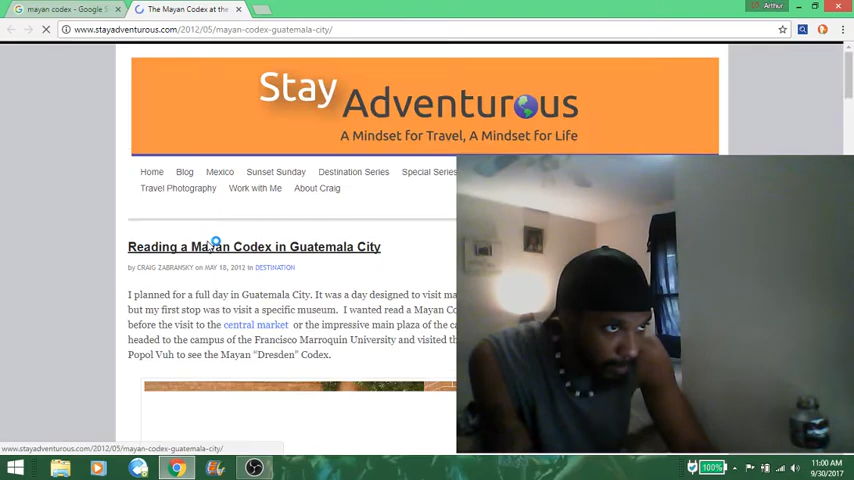 mayan codex - Google S
The Mayan Codex at the
Arthur
www.stayadventurous.com/2012/05/mayan-codex-guatemala-city/
Stay
Adventurous
A Mindset for Travel, A Mindset for Life
Home Blog Mexico Sunset Sunday Destination Series Special Series
Travel Photography Work with Me About Craig
Reading a Mayan Codex in Guatemala City
by CRAIG ZABRANSKY on MAY 18, 2012 in DESTINATION
I planned for a full day in Guatemala City. It was a day designed to visit ma
but my first stop was to visit a specific museum. I wanted read a Mayan Co
before the visit to the central market or the impressive main plaza of the ca
headed to the campus of the Francisco Marroquin University and visited th
Popol Vuh to see the Mayan “Dresden” Codex.
www.stayadventurous.com/2012/05/mayan-codex-guatemala-city/
100%
11:00 AM
9/30/2017